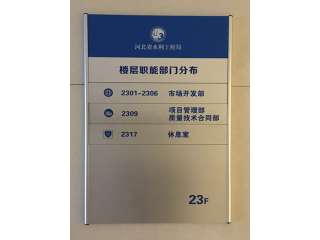 河北省水利工程局
楼层职能部门分布
2301-2306 市场开发部
2309 项目管理部
质量技术合同部
2317 休息室
23F